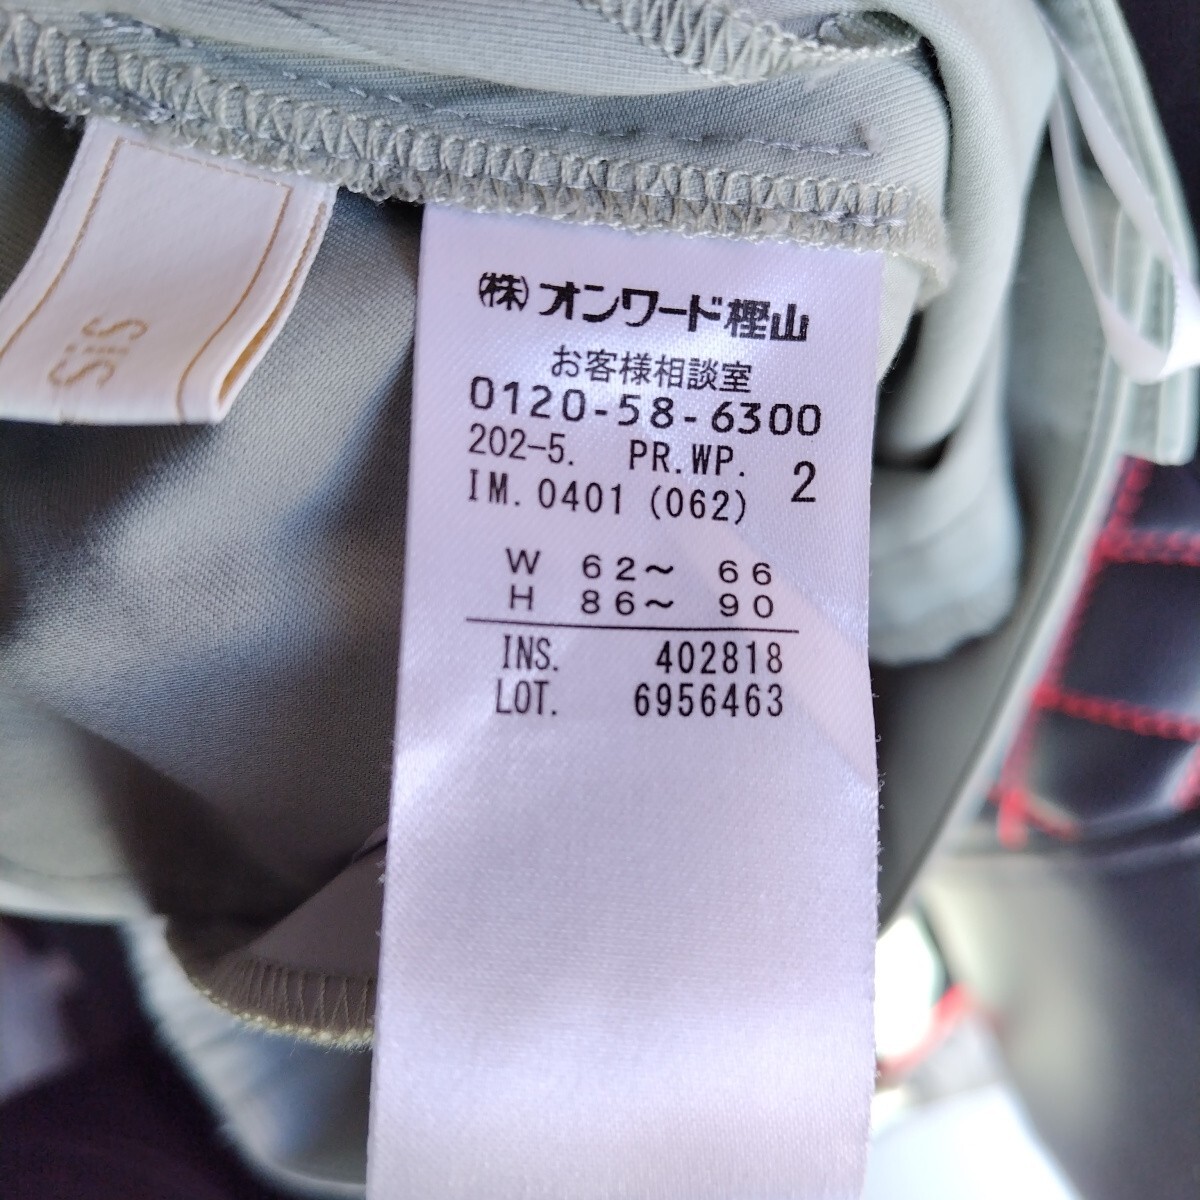 ㈱オンワード樫山
お客様相談室
0120-58-6300
202-5. PR.WP. 2
IM.0401 (062)
W 62～ 66
H 86～ 90
INS. 402818
LOT. 6956463